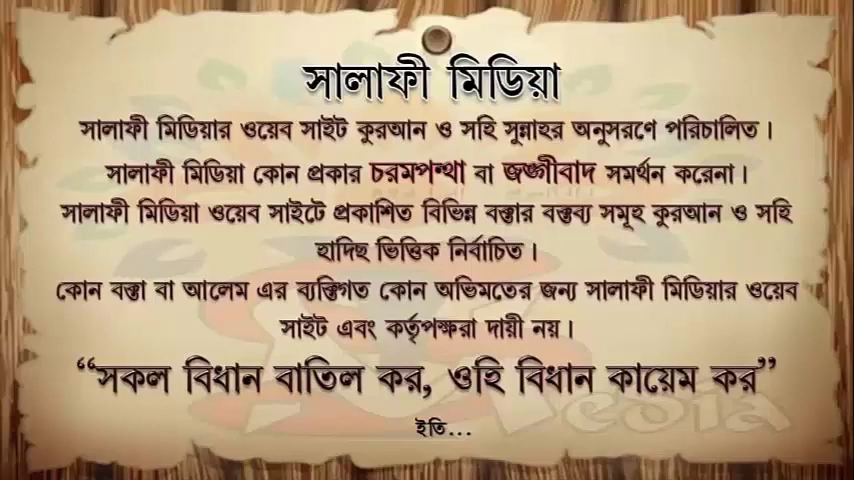 সালাফী মিডিয়া
সালাফী মিডিয়ার ওয়েব সাইট কুরআন ও সহি সুন্নাহর অনুসরণে পরিচালিত।
সালাফী মিডিয়া কোন প্রকার চরমপন্থা বা জঙ্গীবাদ সমর্থন করেনা।
সালাফী মিডিয়া ওয়েব সাইটে প্রকাশিত বিভিন্ন বক্তার বক্তব্য সমূহ কুরআন ও সহি
হাদিছ ভিত্তিক নির্বাচিত।
কোন বক্তা বা আলেম এর ব্যক্তিগত কোন অভিমতের জন্য সালাফী মিডিয়ার ওয়েব
সাইট এবং কর্তৃপক্ষরা দায়ী নয়।
“সকল বিধান বাতিল কর, ওহি বিধান কায়েম কর”
ইতি...